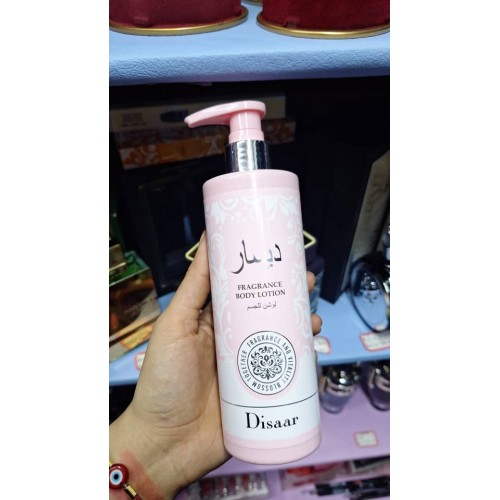 ديسار
FRAGRANCE
BODY LOTION
لوشن للجسم
FRAGRANCE AND VITALITY BLOSSOM TOGETHER
Disaar